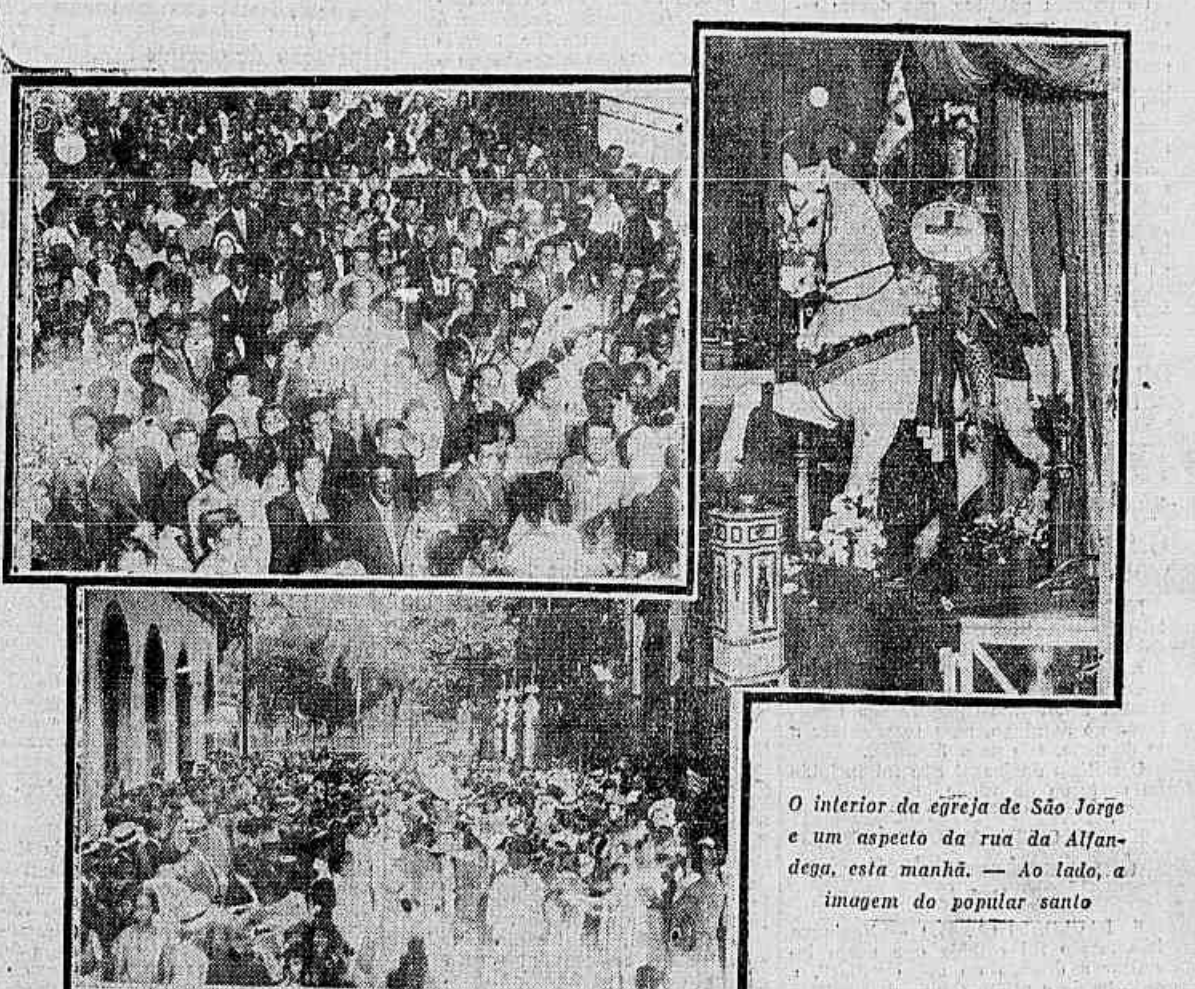 O interior da egreja de São Jorge
e um aspecto da rua da Alfan-
dega, esta manhã. — Ao lado, a
imagem do popular santo